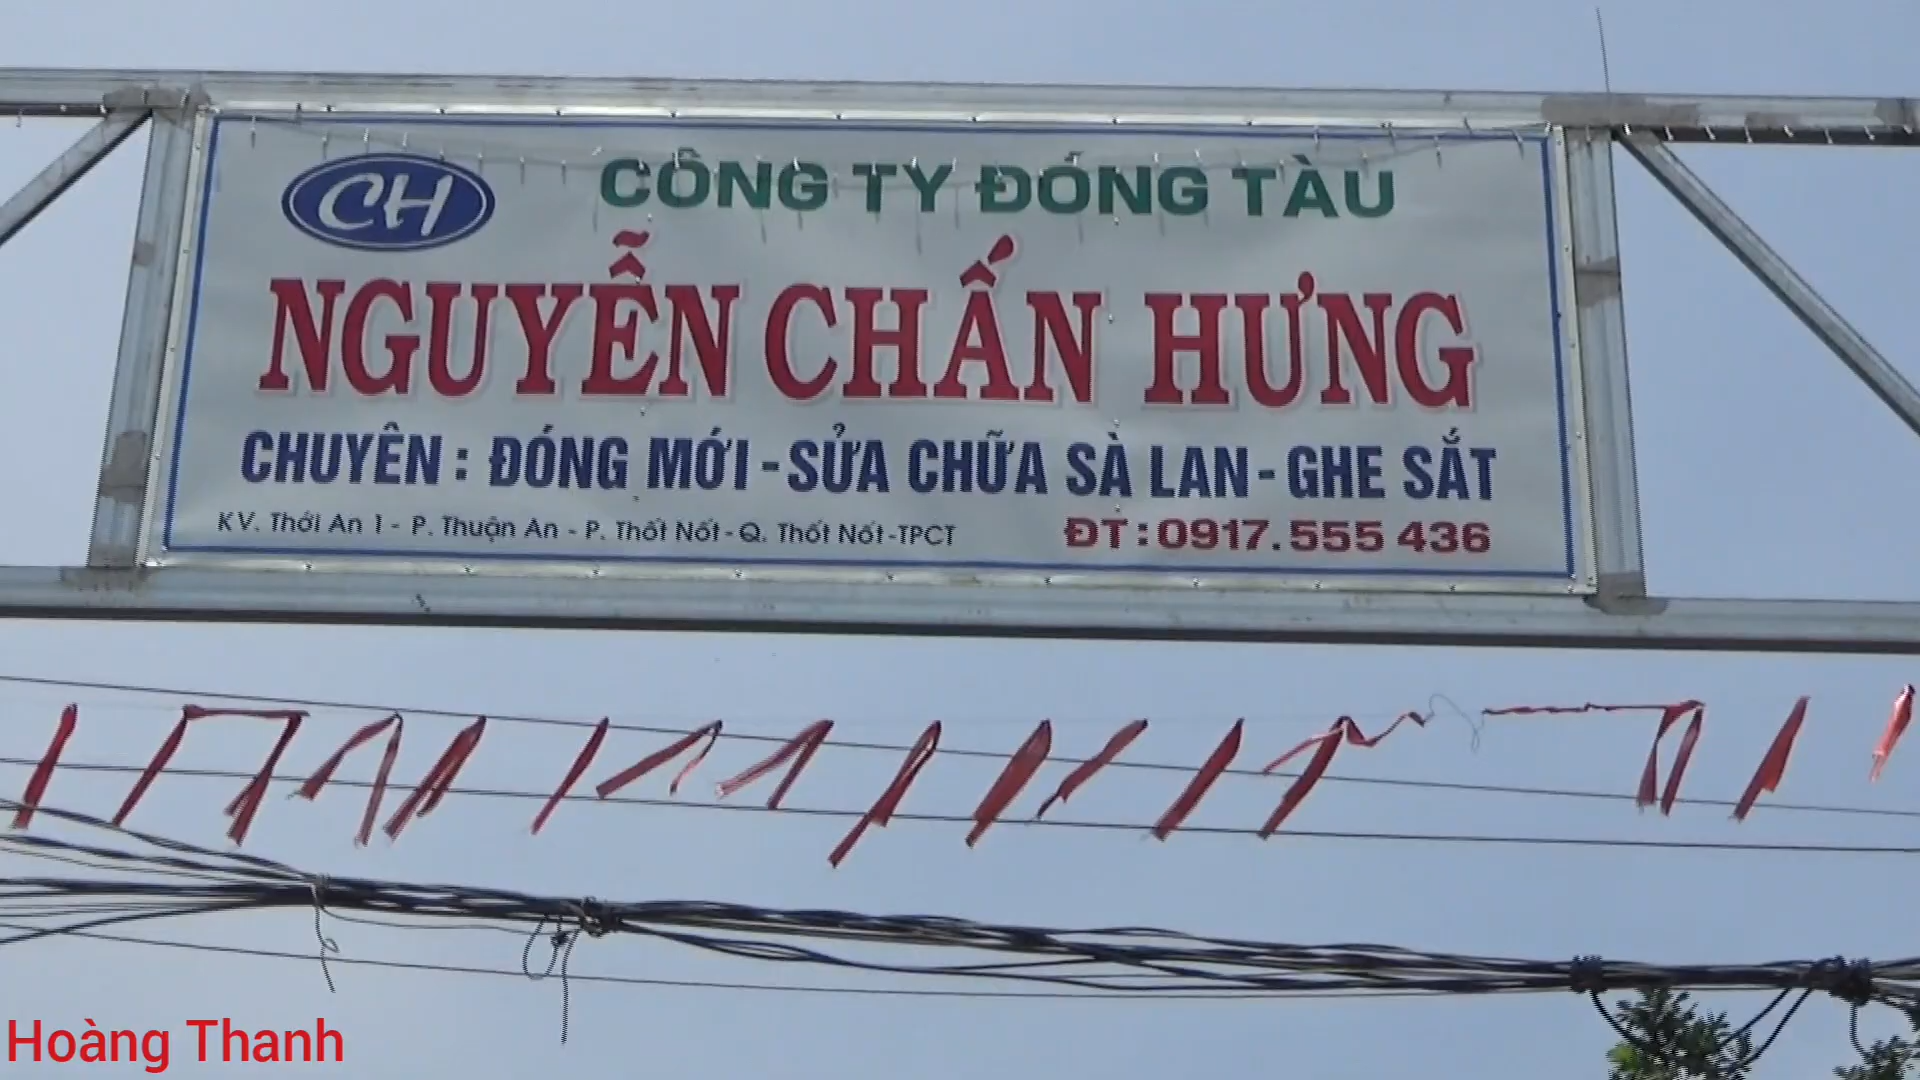 CH
CÔNG TY ĐÓNG TÀU
NGUYỄN CHẤN HƯNG
CHUYÊN : ĐÓNG MỚI - SỬA CHỮA SÀ LAN - GHE SẮT
KV. Thới An 1 - P. Thuận An - P. Thốt Nốt - Q. Thốt Nốt -TPCT
ĐT : 0917. 555 436
Hoàng Thanh